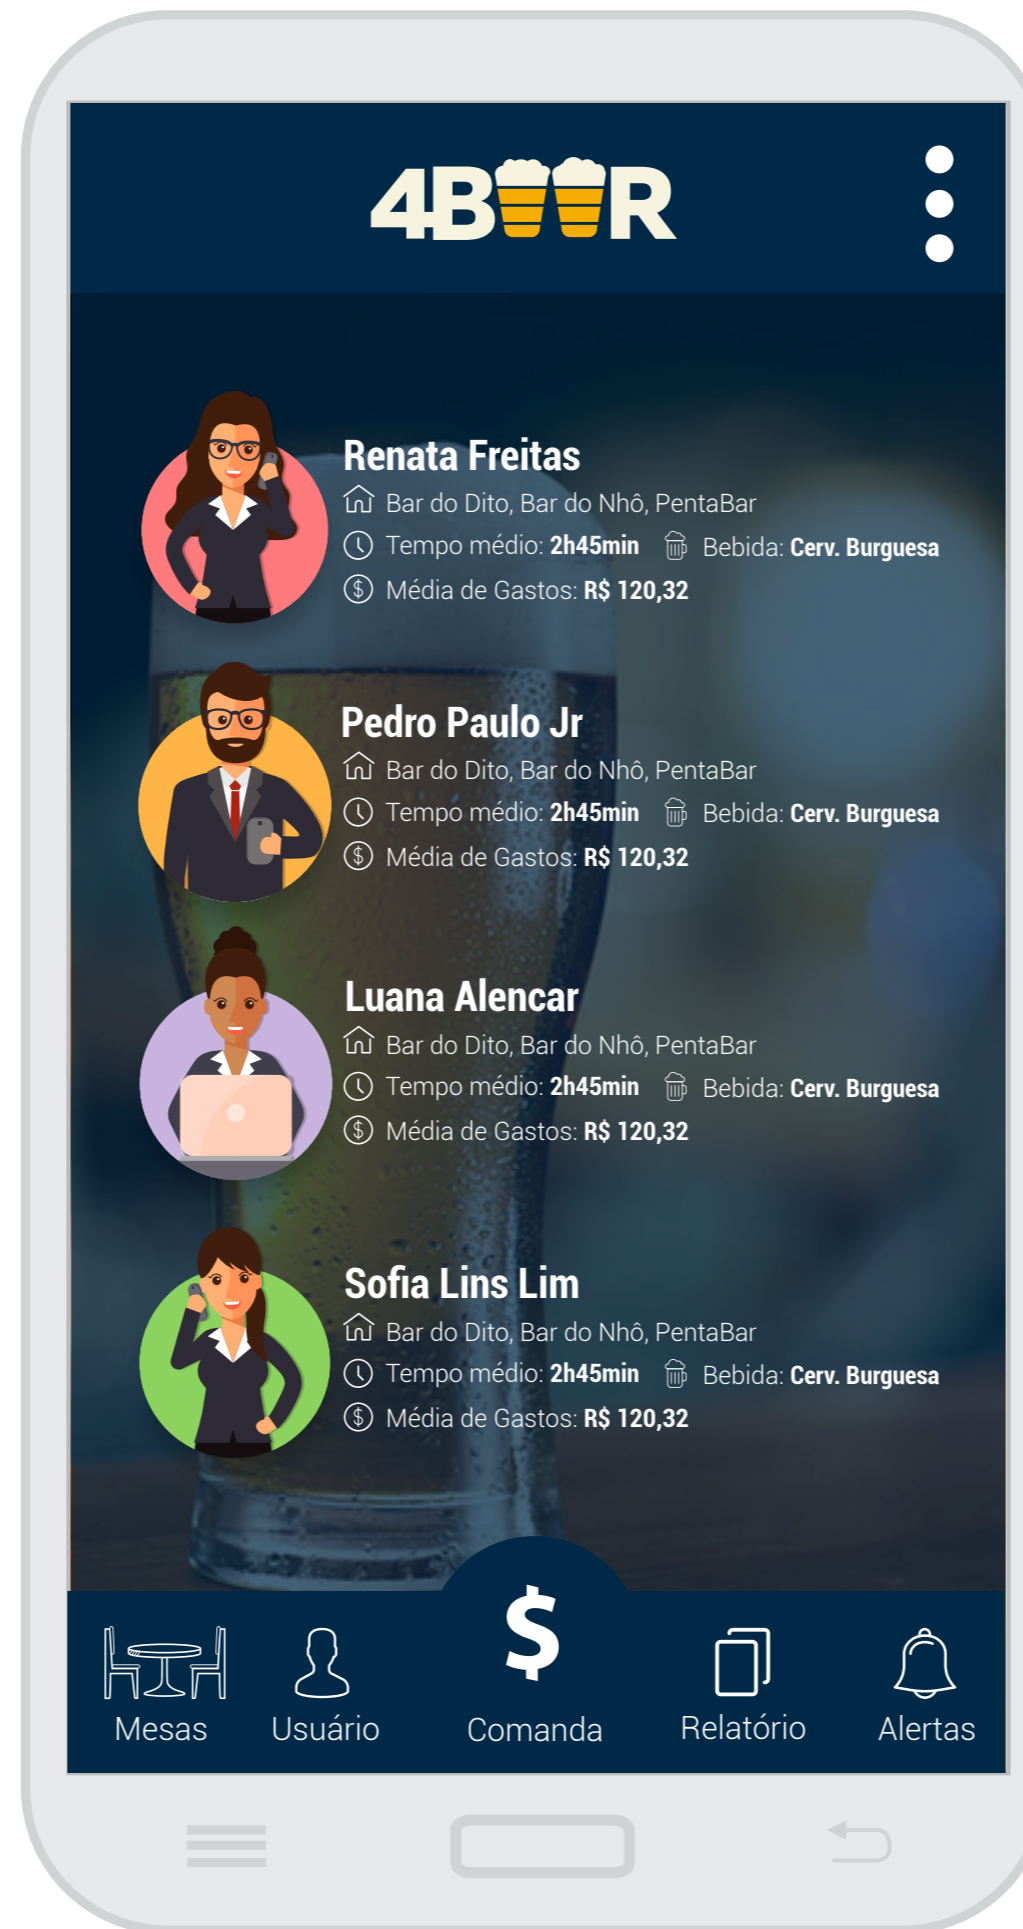 4BEER
Renata Freitas
Bar do Dito, Bar do Nhô, PentaBar
Tempo médio: 2h45min Bebida: Cerv. Burguesa
Média de Gastos: R$ 120,32
Pedro Paulo Jr
Bar do Dito, Bar do Nhô, PentaBar
Tempo médio: 2h45min Bebida: Cerv. Burguesa
Média de Gastos: R$ 120,32
Luana Alencar
Bar do Dito, Bar do Nhô, PentaBar
Tempo médio: 2h45min Bebida: Cerv. Burguesa
Média de Gastos: R$ 120,32
Sofia Lins Lim
Bar do Dito, Bar do Nhô, PentaBar
Tempo médio: 2h45min Bebida: Cerv. Burguesa
Média de Gastos: R$ 120,32
$
Mesas Usuário Comanda Relatório Alertas